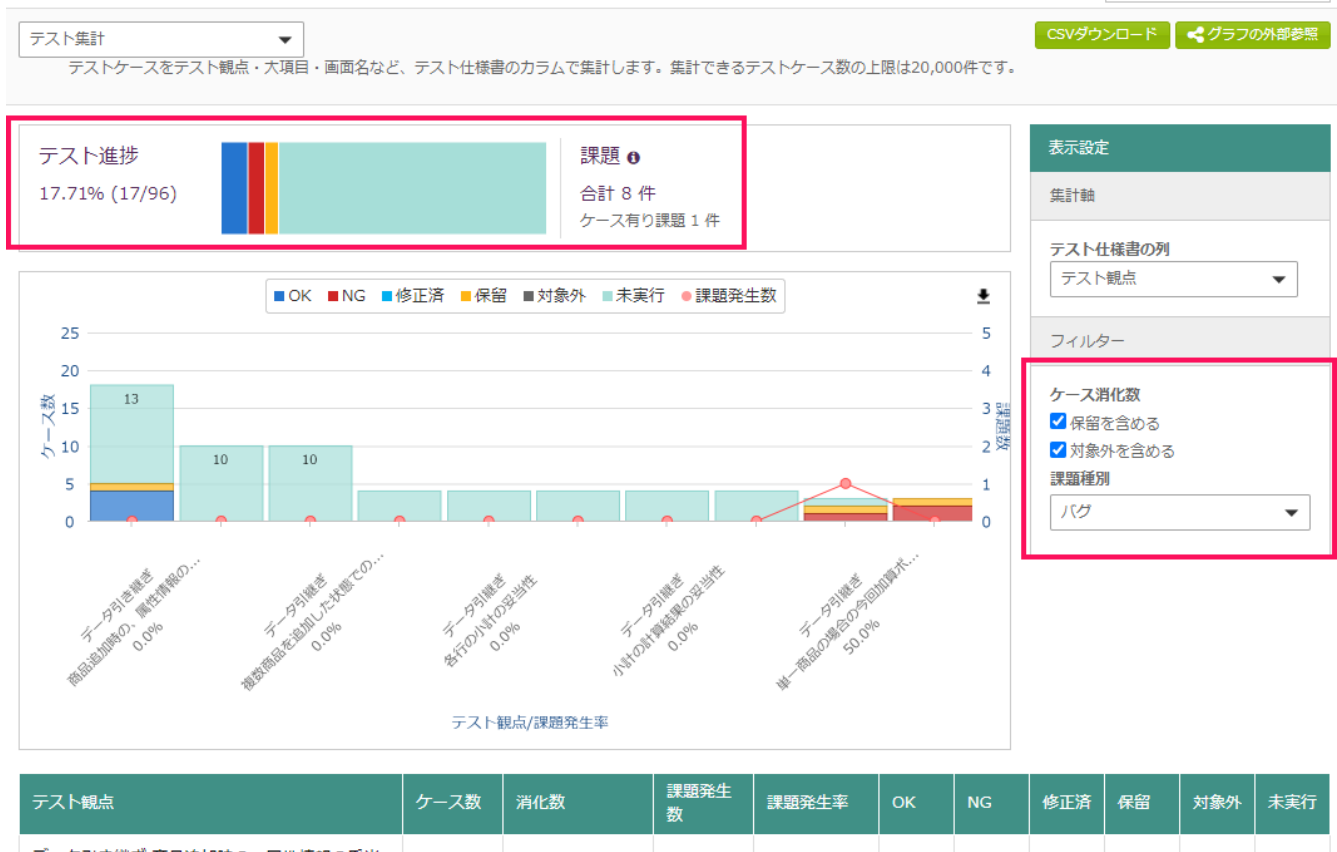 テスト集計
CSVダウンロード
グラフの外部参照
テストケースをテスト観点・大項目・画面名など、テスト仕様書のカラムで集計します。集計できるテストケース数の上限は20,000件です。
テスト進捗
17.71% (17/96)
課題
合計 8 件
ケース有り課題 1 件
表示設定
集計軸
テスト仕様書の列
テスト観点
フィルター
ケース消化数
保留を含める
対象外を含める
課題種別
バグ
OK NG 修正済 保留 対象外 未実行 課題発生数
25
20
15
10
5
0
ケース数
13
10
10
5
4
3
2
1
0
課題数
データ引き継ぎ
商品追加時の、属性情報の...
0.0%
データ引継ぎ
複数商品を追加した状態での...
0.0%
データ引継ぎ
各行の小計の妥当性
0.0%
データ引継ぎ
小計の計算結果の妥当性
0.0%
データ引継ぎ
単一商品の場合の今回加算ポ...
50.0%
テスト観点/課題発生率
テスト観点 ケース数 消化数 課題発生数 課題発生率 OK NG 修正済 保留 対象外 未実行